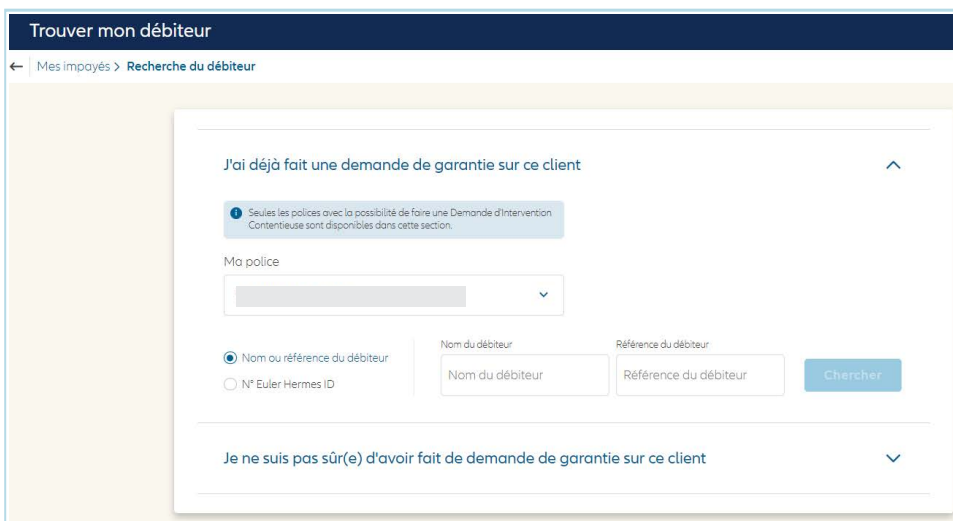 Trouver mon débiteur
← Mes impayés > Recherche du débiteur
J'ai déjà fait une demande de garantie sur ce client
Seules les polices avec la possibilité de faire une Demande d'Intervention
Contentieuse sont disponibles dans cette section.
Ma police
Nom du débiteur Référence du débiteur
Nom ou référence du débiteur
Nom du débiteur Référence du débiteur Chercher
N° Euler Hermes ID
Je ne suis pas sûr(e) d'avoir fait de demande de garantie sur ce client